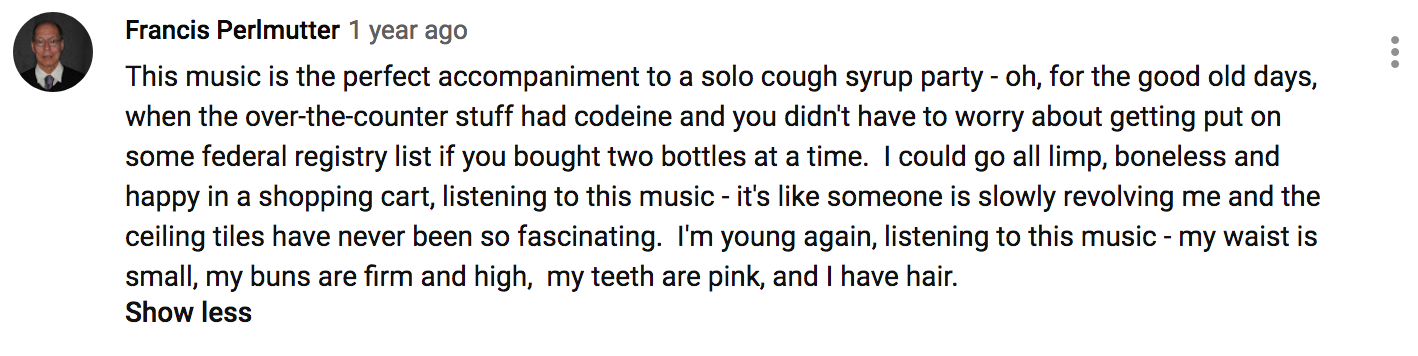 Francis Perlmutter 1 year ago
This music is the perfect accompaniment to a solo cough syrup party - oh, for the good old days,
when the over-the-counter stuff had codeine and you didn't have to worry about getting put on
some federal registry list if you bought two bottles at a time.  I could go all limp, boneless and
happy in a shopping cart, listening to this music - it's like someone is slowly revolving me and the
ceiling tiles have never been so fascinating.  I'm young again, listening to this music - my waist is
small, my buns are firm and high,  my teeth are pink, and I have hair.
Show less